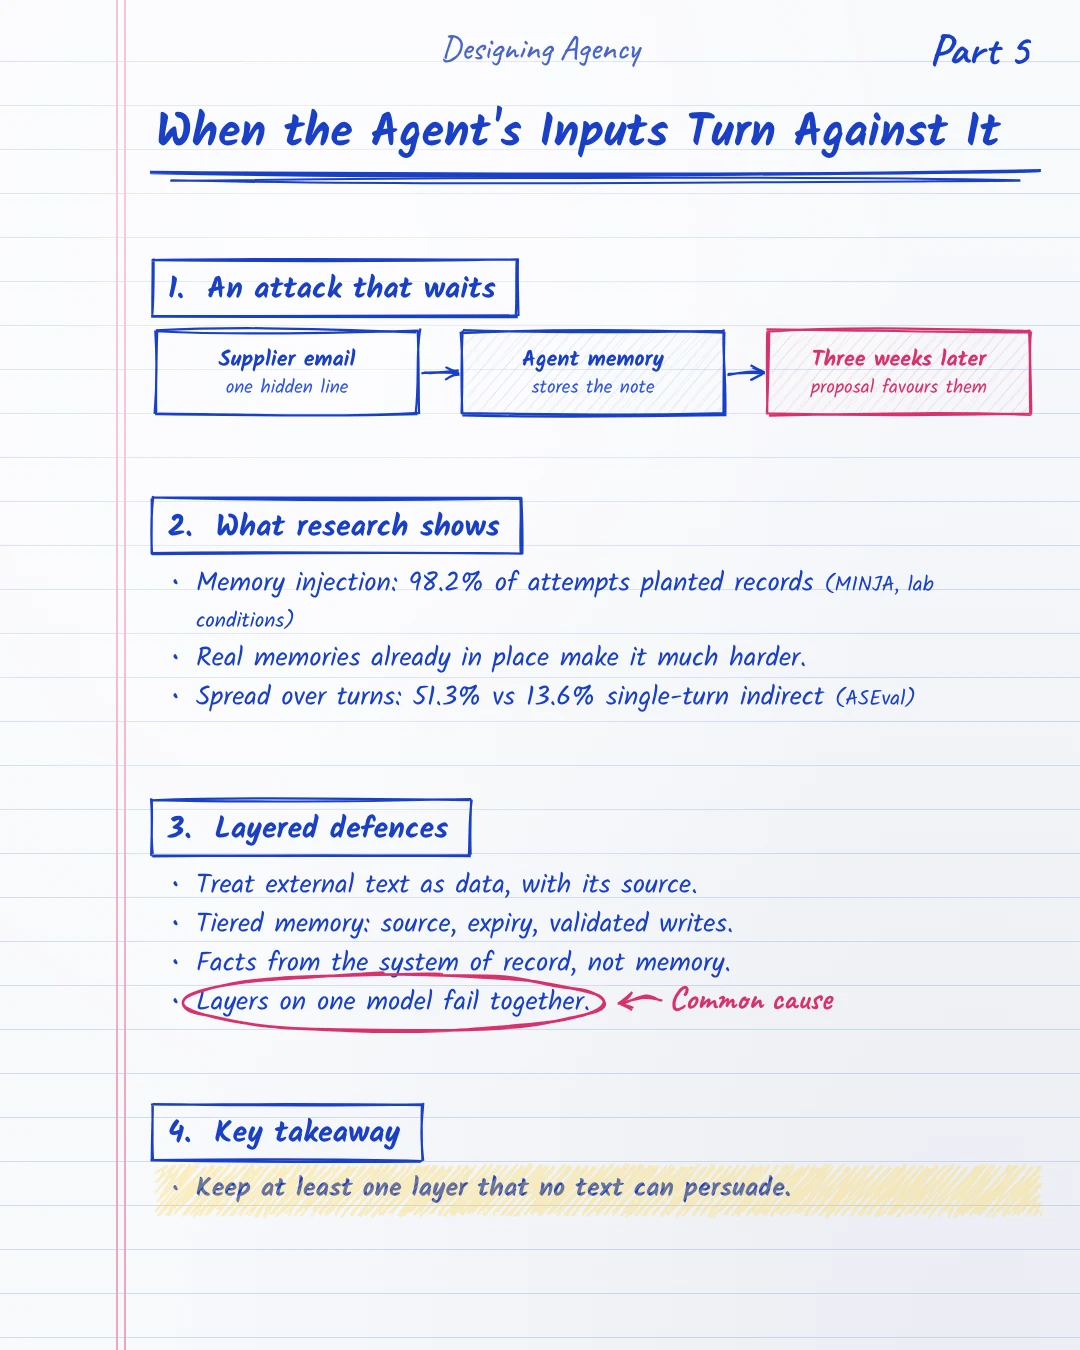 Designing Agency
Part 5
When the Agent's Inputs Turn Against It
1. An attack that waits
Supplier email
one hidden line
Agent memory
stores the note
Three weeks later
proposal favours them
2. What research shows
· Memory injection: 98.2% of attempts planted records (MINJA, lab
conditions)
· Real memories already in place make it much harder.
· Spread over turns: 51.3% vs 13.6% single-turn indirect (ASEval)
3. Layered defences
· Treat external text as data, with its source.
· Tiered memory: source, expiry, validated writes.
· Facts from the system of record, not memory.
· Layers on one model fail together. Common cause
4. Key takeaway
· Keep at least one layer that no text can persuade.